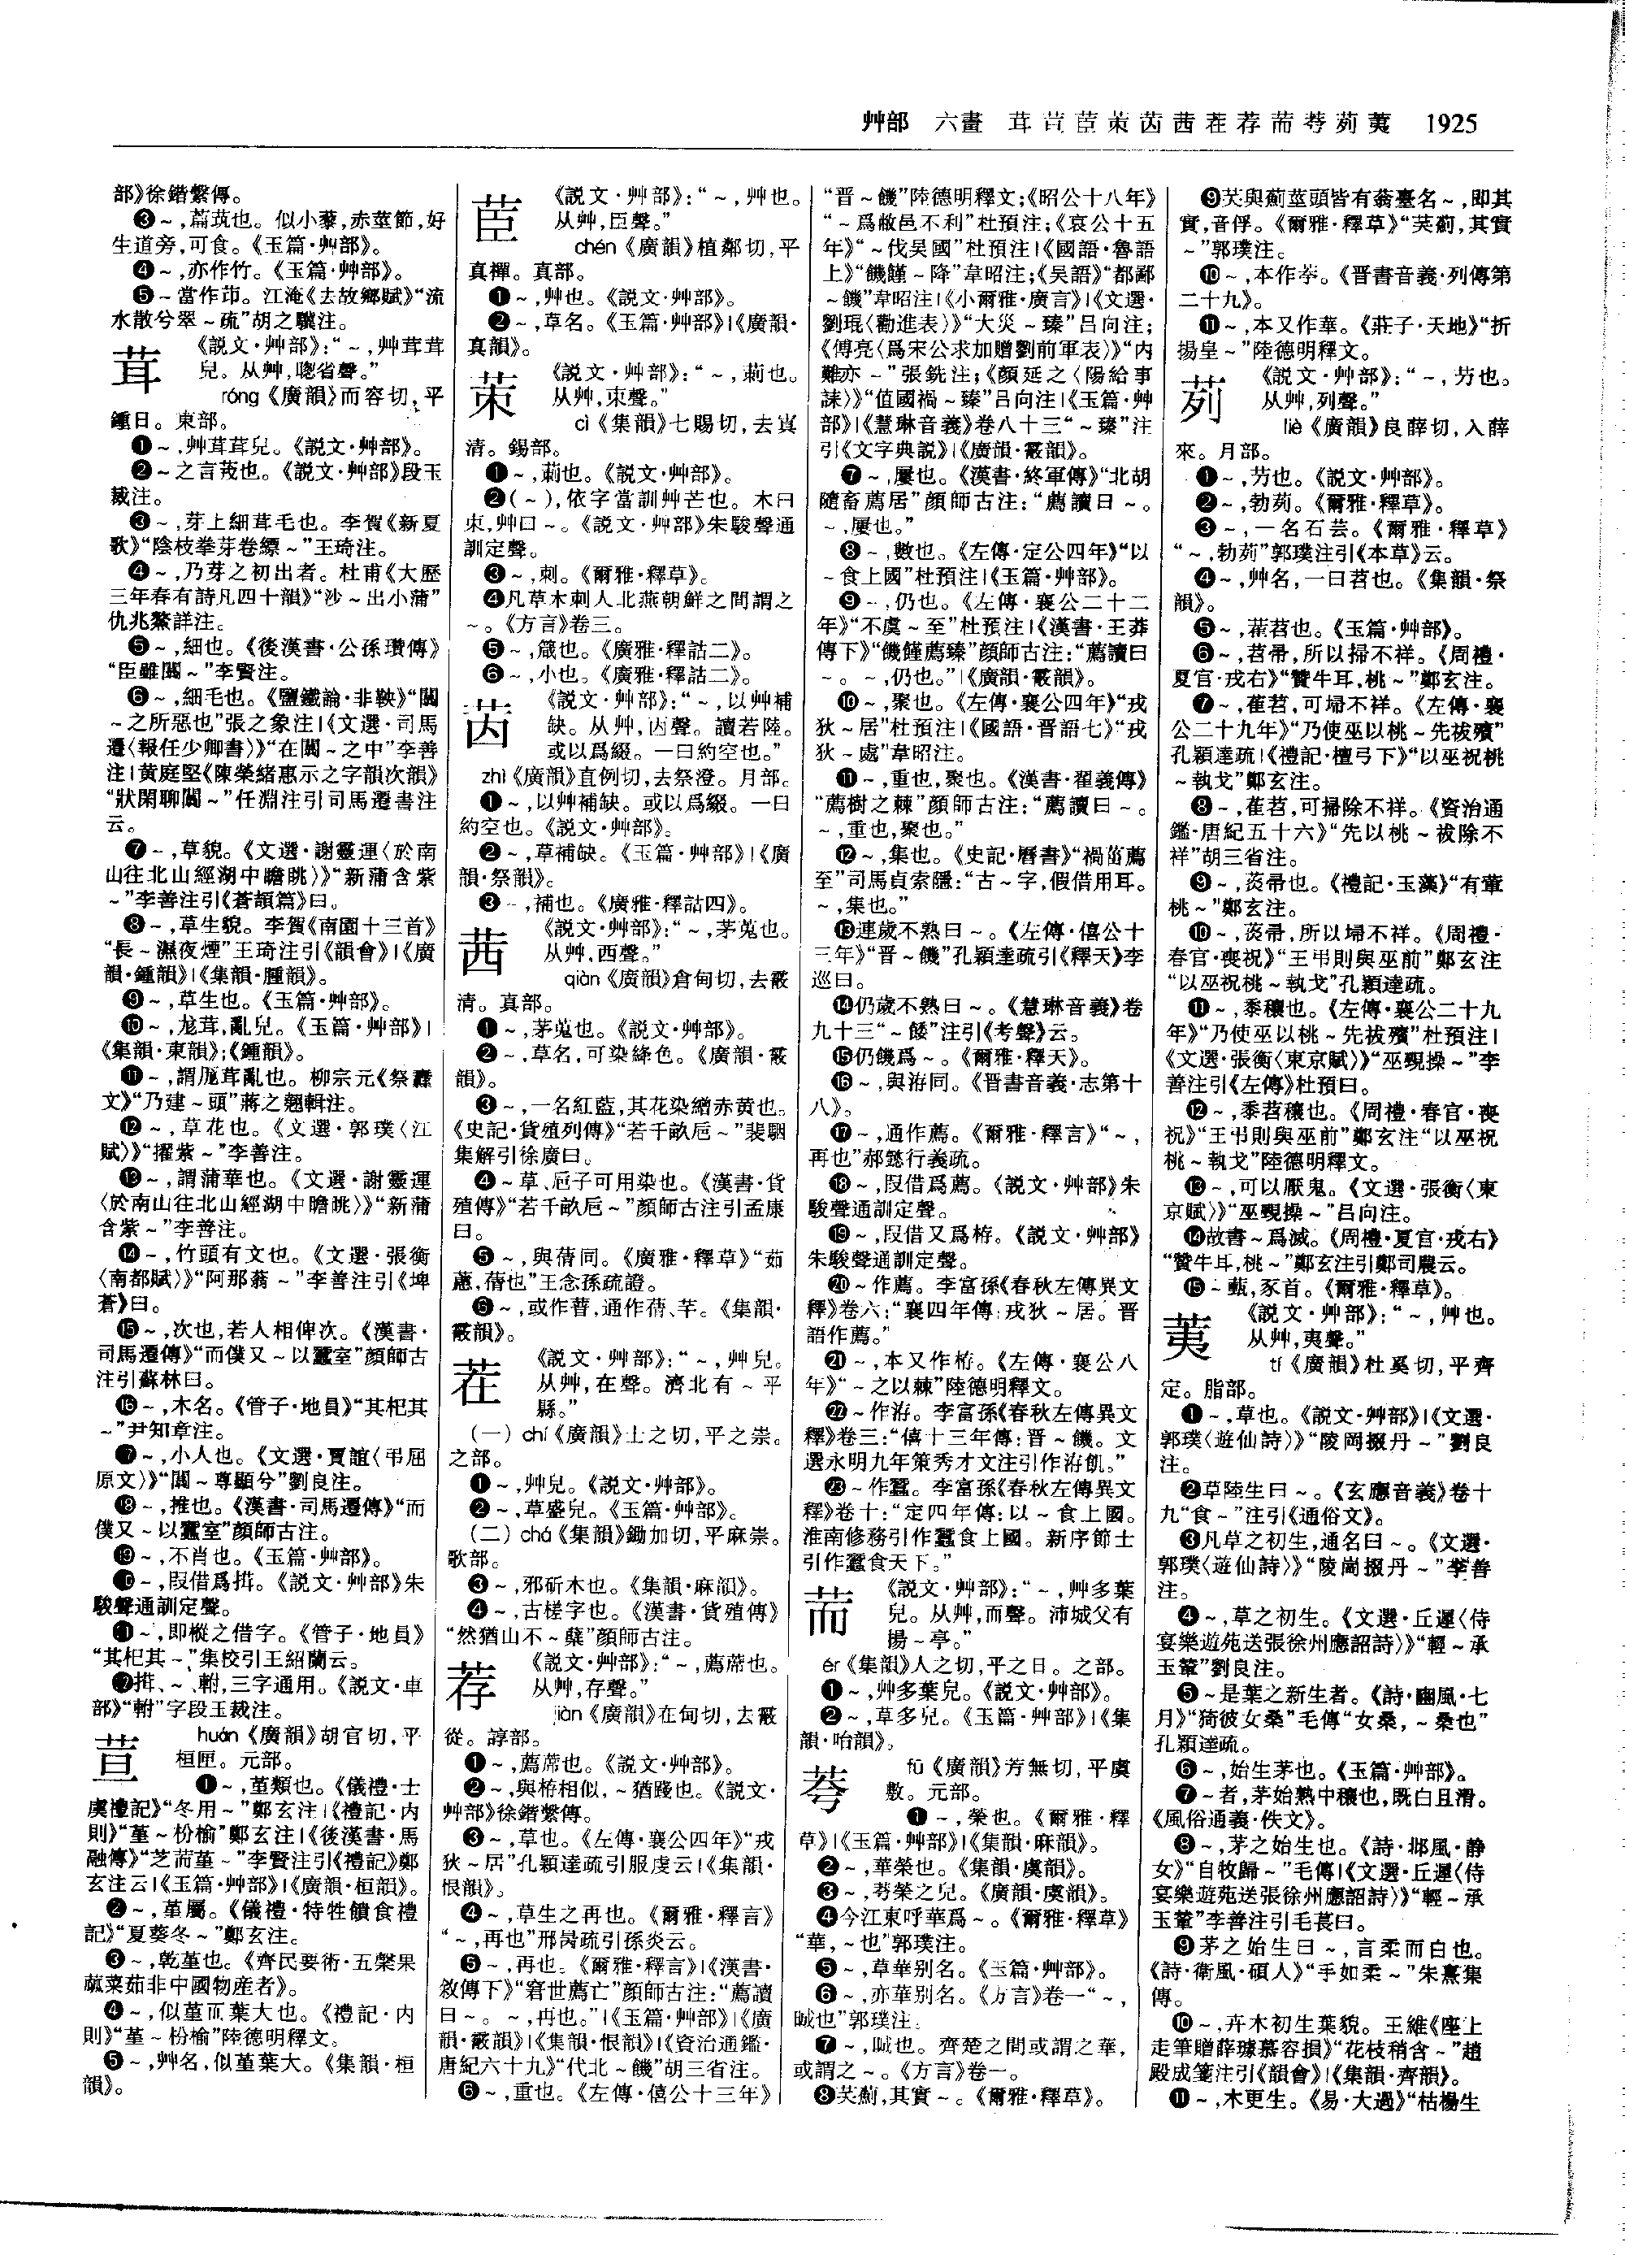 艸部　六畫　茸荁茞茦䓆茜茬荐荋荂茢荑　1925
部》徐鍇繫傳。
❸～,萹茿也。似小藜,赤莖節,好
生道旁,可食。《玉篇·艸部》。
❹～,亦作竹。《玉篇·艸部》。
❺～當作茆。江淹《去故鄉賦》“流
水散兮翠～疏”胡之驥注。
茸
《説文·艸部》：“～,艸茸茸
皃。从艸,聰省聲。”
róng《廣韻》而容切,平
鍾日。東部。
❶～,艸茸茸皃。《説文·艸部》。
❷～之言茙也。《説文·艸部》段玉
裁注。
❸～,芽上細茸毛也。李賀《新夏
歌》“陰枝拳芽卷縹～”王琦注。
❹～,乃芽之初出者。杜甫《大歷
三年春有詩凡四十韻》“沙～出小蒲”
仇兆鰲詳注。
❺～,細也。《後漢書·公孫瓚傳》
“臣雖闒～”李賢注。
❻～,細毛也。《鹽鐵論·非鞅》“闒
～之所惡也”張之象注|《文選·司馬
遷〈報任少卿書〉》“在闒～之中”李善
注|黄庭堅《陳榮緒惠示之字韻次韻》
“狀閑聊闒～”任淵注引司馬遷書注
云。
❼～,草貌。《文選·謝靈運〈於南
山往北山經湖中瞻眺〉》“新蒲含紫
～”李善注引《蒼頡篇》曰。
❽～,草生貌。李賀《南園十三首》
“長～濕夜煙”王琦注引《韻會》|《廣
韻·鍾韻》|《集韻·腫韻》。
❾～,草生也。《玉篇·艸部》。
❿～,尨茸,亂皃。《玉篇·艸部》|
《集韻·東韻》;《鍾韻》。
⓫～,謂厖茸亂也。柳宗元《祭纛
文》“乃建～頭”蔣之翹輯注。
⓬～,草花也。《文選·郭璞〈江
賦〉》“擢紫～”李善注。
⓭～,謂蒲華也。《文選·謝靈運
〈於南山往北山經湖中瞻眺〉》“新蒲
含紫～”李善注。
⓮～,竹頭有文也。《文選·張衡
〈南都賦〉》“阿那蓊～”李善注引《埤
蒼》曰。
⓯～,次也,若人相俾次。《漢書·
司馬遷傳》“而僕又～以蠶室”顔師古
注引蘇林曰。
⓰～,木名。《管子·地員》“其杞其
～”尹知章注。
⓱～,小人也。《文選·賈誼〈弔屈
原文〉》“闒～尊顯兮”劉良注。
⓲～,推也。《漢書·司馬遷傳》“而
僕又～以蠶室”顔師古注。
⓳～,不肖也。《玉篇·艸部》。
⓴～,叚借爲搑。《説文·艸部》朱
駿聲通訓定聲。
㉑～,即樅之借字。《管子·地員》
“其杞其～”集校引王紹蘭云。
㉒搑、～、軵,三字通用。《説文·車
部》“軵”字段玉裁注。
荁
huán《廣韻》胡官切,平
桓匣。元部。
❶～,堇類也。《儀禮·士
虞禮記》“冬用～”鄭玄注|《禮記·内
則》“堇～枌榆”鄭玄注|《後漢書·馬
融傳》“芝荋堇～”李賢注引《禮記》鄭
玄注云|《玉篇·艸部》|《廣韻·桓韻》。
❷～,堇屬。《儀禮·特牲饋食禮
記》“夏葵冬～”鄭玄注。
❸～,乾堇也。《齊民要術·五榖果
蓏菜茹非中國物産者》。
❹～,似堇而葉大也。《禮記·内
則》“堇～枌榆”陸德明釋文。
❺～,艸名,似堇葉大。《集韻·桓
韻》。
茞
《説文·艸部》：“～,艸也。
从艸,臣聲。”
chén《廣韻》植鄰切,平
真禪。真部。
❶～,艸也。《説文·艸部》。
❷～,草名。《玉篇·艸部》|《廣韻·
真韻》。
茦
《説文·艸部》：“～,莿也。
从艸,朿聲。”
cì《集韻》七賜切,去寘
清。錫部。
❶～,莿也。《説文·艸部》。
❷(～),依字當訓艸芒也。木曰
朿,艸曰～。《説文·艸部》朱駿聲通
訓定聲。
❸～,刺。《爾雅·釋草》。
❹凡草木刺人北燕朝鮮之間謂之
～。《方言》卷三。
❺～,箴也。《廣雅·釋詁二》。
❻～,小也。《廣雅·釋詁二》。
䓆
《説文·艸部》：“～,以艸補
缺。从艸,㐁聲。讀若陸。
或以爲綴。一曰約空也。”
zhì《廣韻》直例切,去祭澄。月部。
❶～,以艸補缺。或以爲綴。一曰
約空也。《説文·艸部》。
❷～,草補缺。《玉篇·艸部》|《廣
韻·祭韻》。
❸～,補也。《廣雅·釋詁四》。
茜
《説文·艸部》：“～,茅蒐也。
从艸,西聲。”
qiàn《廣韻》倉甸切,去霰
清。真部。
❶～,茅蒐也。《説文·艸部》。
❷～,草名,可染絳色。《廣韻·霰
韻》。
❸～,一名紅藍,其花染繒赤黄也。
《史記·貨殖列傳》“若千畝卮～”裴駰
集解引徐廣曰。
❹～草、卮子可用染也。《漢書·貨
殖傳》“若千畝卮～”顔師古注引孟康
曰。
❺～,與蒨同。《廣雅·釋草》“茹
藘,蒨也”王念孫疏證。
❻～,或作蒨,通作蒨、芊。《集韻·
霰韻》。
茬
《説文·艸部》：“～,艸皃。
从艸,在聲。濟北有～平
縣。”
(一) chí《廣韻》士之切,平之崇。
之部。
❶～,艸皃。《説文·艸部》。
❷～,草盛皃。《玉篇·艸部》。
(二) chá《集韻》鋤加切,平麻崇。
歌部。
❸～,邪斫木也。《集韻·麻韻》。
❹～,古槎字也。《漢書·貨殖傳》
“然猶山不～蘖”顔師古注。
荐
《説文·艸部》：“～,薦蓆也。
从艸,存聲。”
jiàn《廣韻》在甸切,去霰
從。諄部。
❶～,薦蓆也。《説文·艸部》。
❷～,與栫相似,～猶踐也。《説文·
艸部》徐鍇繫傳。
❸～,草也。《左傳·襄公四年》“戎
狄～居”孔穎達疏引服虔云|《集韻·
恨韻》。
❹～,草生之再也。《爾雅·釋言》
“～,再也”邢昺疏引孫炎云。
❺～,再也。《爾雅·釋言》|《漢書·
敘傳下》“窘世薦亡”顔師古注：“薦讀
曰～。～,再也。”|《玉篇·艸部》|《廣
韻·霰韻》|《集韻·恨韻》|《資治通鑑·
唐紀六十九》“代北～饑”胡三省注。
❻～,重也。《左傳·僖公十三年》
“晋～饑”陸德明釋文;《昭公十八年》
“～爲敝邑不利”杜預注;《哀公十五
年》“～伐吴國”杜預注|《國語·魯語
上》“饑饉～降”韋昭注;《吴語》“都鄙
～饑”韋昭注|《小爾雅·廣言》|《文選·
劉琨〈勸進表〉》“大災～臻”吕向注;
《傅亮〈爲宋公求加贈劉前軍表〉》“内
難亦～”張銑注;《顔延之〈陽給事
誄〉》“值國禍～臻”吕向注|《玉篇·艸
部》|《慧琳音義》卷八十三“～臻”注
引《文字典説》|《廣韻·霰韻》。
❼～,屢也。《漢書·終軍傳》“北胡
隨畜薦居”顔師古注：“薦讀曰～。
～,屢也。”
❽～,數也。《左傳·定公四年》“以
～食上國”杜預注|《玉篇·艸部》。
❾～,仍也。《左傳·襄公二十二
年》“不虞～至”杜預注|《漢書·王莽
傳下》“饑饉薦臻”顔師古注：“薦讀曰
～。～,仍也。”|《廣韻·霰韻》。
❿～,聚也。《左傳·襄公四年》“戎
狄～居”杜預注|《國語·晋語七》“戎
狄～處”韋昭注。
⓫～,重也,聚也。《漢書·翟義傳》
“薦樹之棘”顔師古注：“薦讀曰～。
～,重也,聚也。”
⓬～,集也。《史記·曆書》“禍菑薦
至”司馬貞索隱：“古～字,假借用耳。
～,集也。”
⓭連歲不熟曰～。《左傳·僖公十
三年》“晋～饑”孔穎達疏引《釋天》李
巡曰。
⓮仍歲不熟曰～。《慧琳音義》卷
九十三“～餧”注引《考聲》云。
⓯仍饑爲～。《爾雅·釋天》。
⓰～,與洊同。《晋書音義·志第十
八》。
⓱～,通作薦。《爾雅·釋言》“～,
再也”郝懿行義疏。
⓲～,叚借爲薦。《説文·艸部》朱
駿聲通訓定聲。
⓳～,叚借又爲栫。《説文·艸部》
朱駿聲通訓定聲。
⓴～作薦。李富孫《春秋左傳異文
釋》卷六：“襄四年傳：戎狄～居。晋
語作薦。”
㉑～,本又作栫。《左傳·襄公八
年》“～之以棘”陸德明釋文。
㉒～作洊。李富孫《春秋左傳異文
釋》卷三：“僖十三年傳：晋～饑。文
選永明九年策秀才文注引作洊飢。”
㉓～作蠶。李富孫《春秋左傳異文
釋》卷十：“定四年傳：以～食上國。
淮南修務引作蠶食上國。新序節士
引作蠶食天下。”
荋
《説文·艸部》：“～,艸多葉
皃。从艸,而聲。沛城父有
楊～亭。”
ér《集韻》人之切,平之日。之部。
❶～,艸多葉皃。《説文·艸部》。
❷～,草多皃。《玉篇·艸部》|《集
韻·咍韻》。
荂
fū《廣韻》芳無切,平虞
敷。元部。
❶～,榮也。《爾雅·釋
草》|《玉篇·艸部》|《集韻·麻韻》。
❷～,華榮也。《集韻·虞韻》。
❸～,荂榮之皃。《廣韻·虞韻》。
❹今江東呼華爲～。《爾雅·釋草》
“華,～也”郭璞注。
❺～,草華别名。《玉篇·艸部》。
❻～,亦華别名。《方言》卷一“～,
晠也”郭璞注。
❼～,晠也。齊楚之間或謂之華,
或謂之～。《方言》卷一。
❽芺薊,其實～。《爾雅·釋草》。
❾芺與薊莖頭皆有蓊臺名～,即其
實,音俘。《爾雅·釋草》“芺薊,其實
～”郭璞注。
❿～,本作荂。《晋書音義·列傳第
二十九》。
⓫～,本又作華。《莊子·天地》“折
揚皇～”陸德明釋文。
茢
《説文·艸部》：“～,芀也。
从艸,列聲。”
liè《廣韻》良薛切,入薛
來。月部。
❶～,芀也。《説文·艸部》。
❷～,勃茢。《爾雅·釋草》。
❸～,一名石芸。《爾雅·釋草》
“～,勃茢”郭璞注引《本草》云。
❹～,艸名,一曰苕也。《集韻·祭
韻》。
❺～,蓷苕也。《玉篇·艸部》。
❻～,苕帚,所以掃不祥。《周禮·
夏官·戎右》“贊牛耳,桃～”鄭玄注。
❼～,萑苕,可埽不祥。《左傳·襄
公二十九年》“乃使巫以桃～先祓殯”
孔穎達疏|《禮記·檀弓下》“以巫祝桃
～執戈”鄭玄注。
❽～,萑苕,可掃除不祥。《資治通
鑑·唐紀五十六》“先以桃～祓除不
祥”胡三省注。
❾～,菼帚也。《禮記·玉藻》“有葷
桃～”鄭玄注。
❿～,菼帚,所以埽不祥。《周禮·
春官·喪祝》“王弔則與巫前”鄭玄注
“以巫祝桃～執戈”孔穎達疏。
⓫～,黍穰也。《左傳·襄公二十九
年》“乃使巫以桃～先祓殯”杜預注|
《文選·張衡〈東京賦〉》“巫覡操～”李
善注引《左傳》杜預曰。
⓬～,黍苕穰也。《周禮·春官·喪
祝》“王弔則與巫前”鄭玄注“以巫祝
桃～執戈”陸德明釋文。
⓭～,可以厭鬼。《文選·張衡〈東
京賦〉》“巫覡操～”吕向注。
⓮故書～爲滅。《周禮·夏官·戎右》
“贊牛耳,桃～”鄭玄注引鄭司農云。
⓯～甄,豕首。《爾雅·釋草》。
荑
《説文·艸部》：“～,艸也。
从艸,夷聲。”
tí《廣韻》杜奚切,平齊
定。脂部。
❶～,草也。《説文·艸部》|《文選·
郭璞〈遊仙詩〉》“陵岡掇丹～”劉良
注。
❷草陸生曰～。《玄應音義》卷十
九“食～”注引《通俗文》。
❸凡草之初生,通名曰～。《文選·
郭璞〈遊仙詩〉》“陵崗掇丹～”李善
注。
❹～,草之初生。《文選·丘遲〈侍
宴樂遊苑送張徐州應詔詩〉》“輕～承
玉輦”劉良注。
❺～是葉之新生者。《詩·豳風·七
月》“猗彼女桑”毛傳“女桑,～桑也”
孔穎達疏。
❻～,始生茅也。《玉篇·艸部》。
❼～者,茅始熟中穰也,既白且滑。
《風俗通義·佚文》。
❽～,茅之始生也。《詩·邶風·静
女》“自牧歸～”毛傳|《文選·丘遲〈侍
宴樂遊苑送張徐州應詔詩〉》“輕～承
玉輦”李善注引毛萇曰。
❾茅之始生曰～,言柔而白也。
《詩·衛風·碩人》“手如柔～”朱熹集
傳。
❿～,卉木初生葉貌。王維《座上
走筆贈薛璩慕容損》“花枝稍含～”趙
殿成箋注引《韻會》|《集韻·齊韻》。
⓫～,木更生。《易·大過》“枯楊生